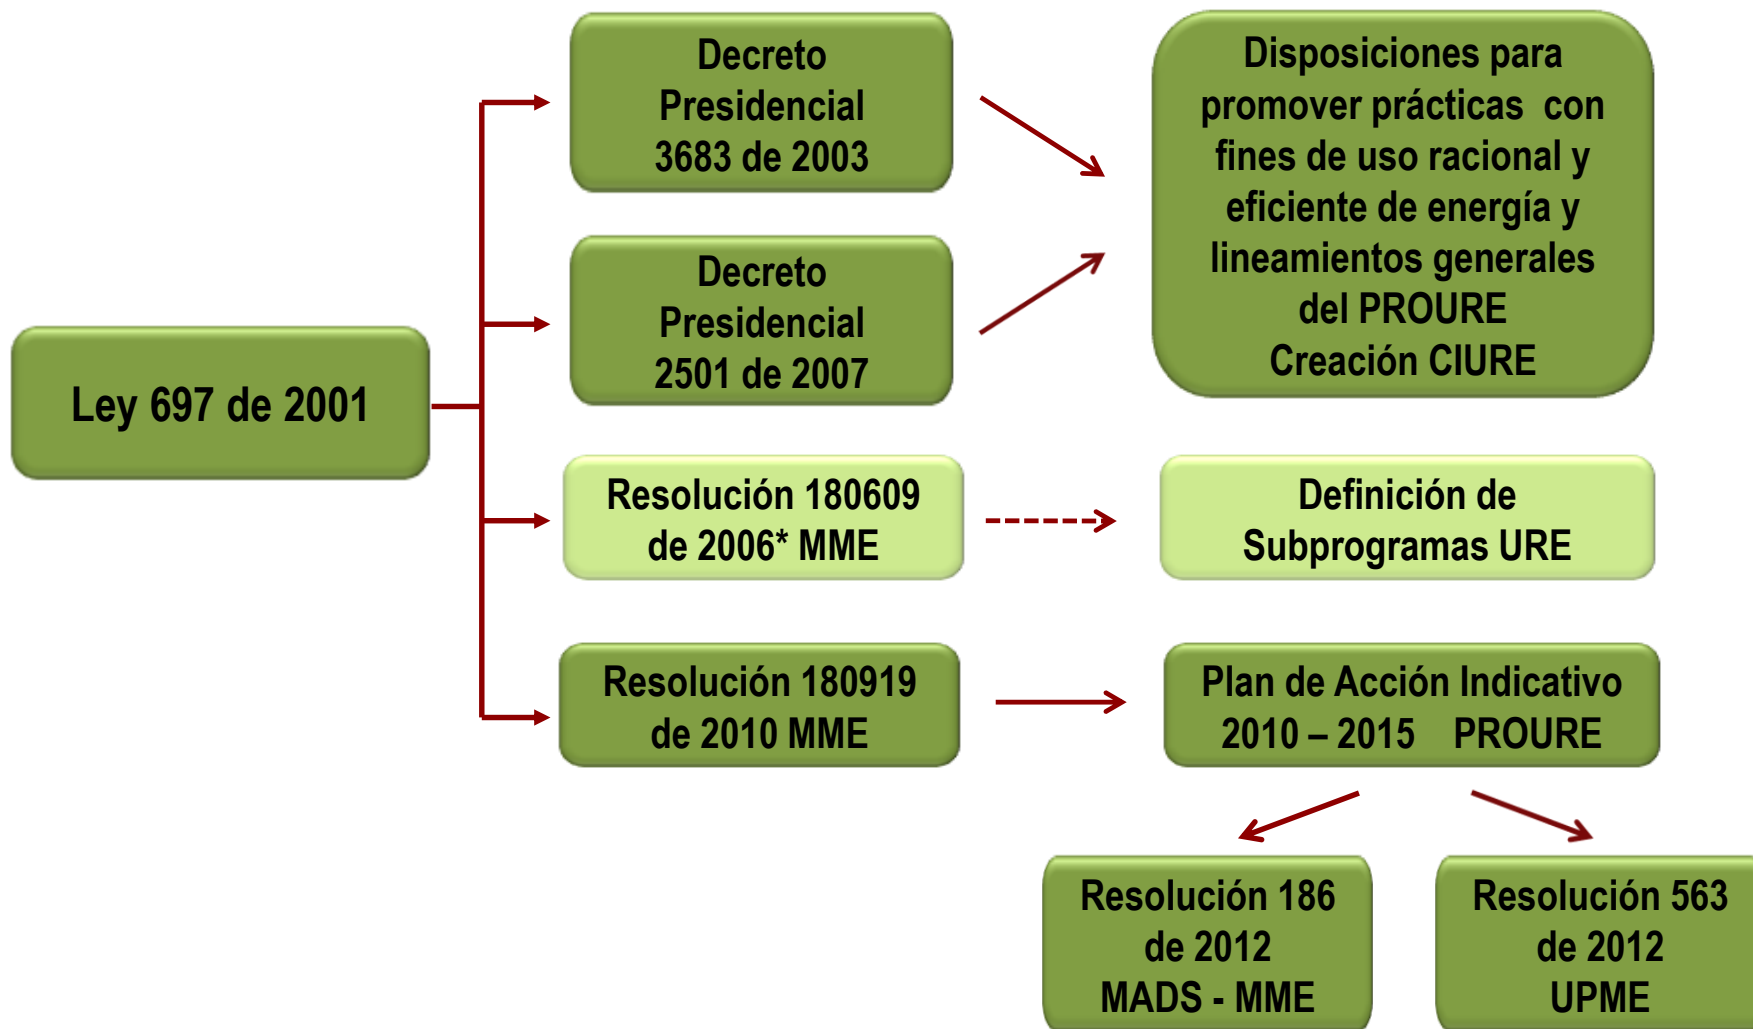 Ley 697 de 2001
Decreto
Presidencial
3683 de 2003
Decreto
Presidencial
2501 de 2007
Resolución 180609
de 2006* MME
Resolución 180919
de 2010 MME
Disposiciones para
promover prácticas con
fines de uso racional y
eficiente de energía y
lineamientos generales
del PROURE
Creación CIURE
Definición de
Subprogramas URE
Plan de Acción Indicativo
2010 – 2015 PROURE
Resolución 186
de 2012
MADS - MME
Resolución 563
de 2012
UPME